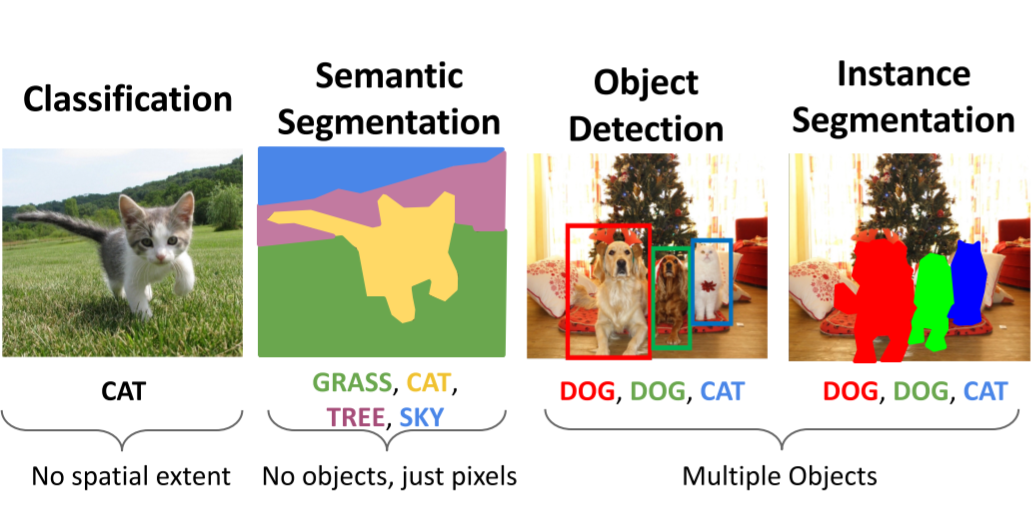 Classification
Semantic
Segmentation
Object
Detection
Instance
Segmentation
CAT
GRASS, CAT,
TREE, SKY
DOG, DOG, CAT
DOG, DOG, CAT
No spatial extent
No objects, just pixels
Multiple Objects